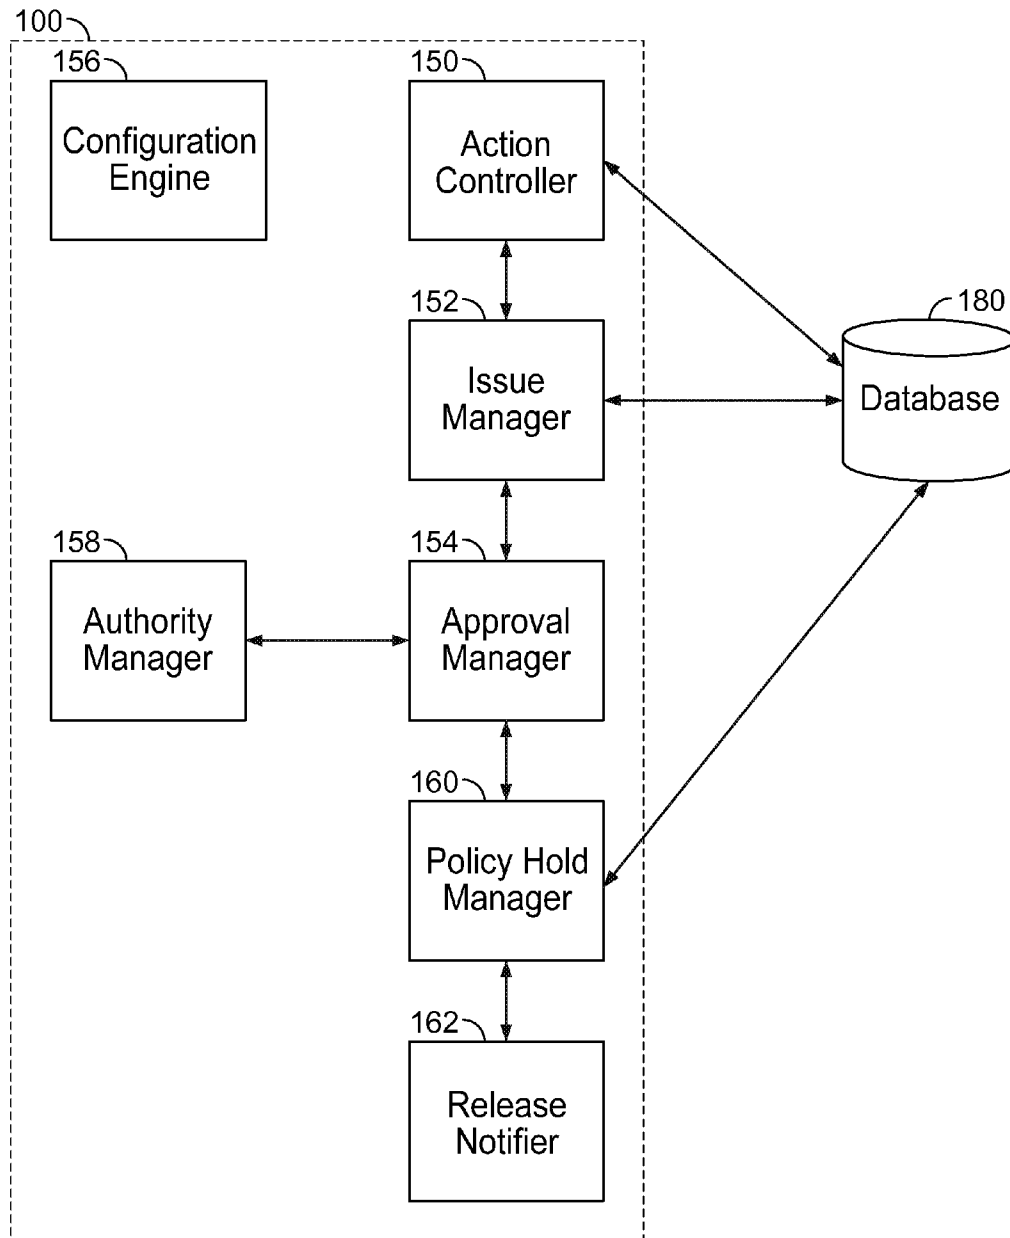 100
156
Configuration
Engine
150
Action
Controller
152
Issue
Manager
180
Database
158
Authority
Manager
154
Approval
Manager
160
Policy Hold
Manager
162
Release
Notifier